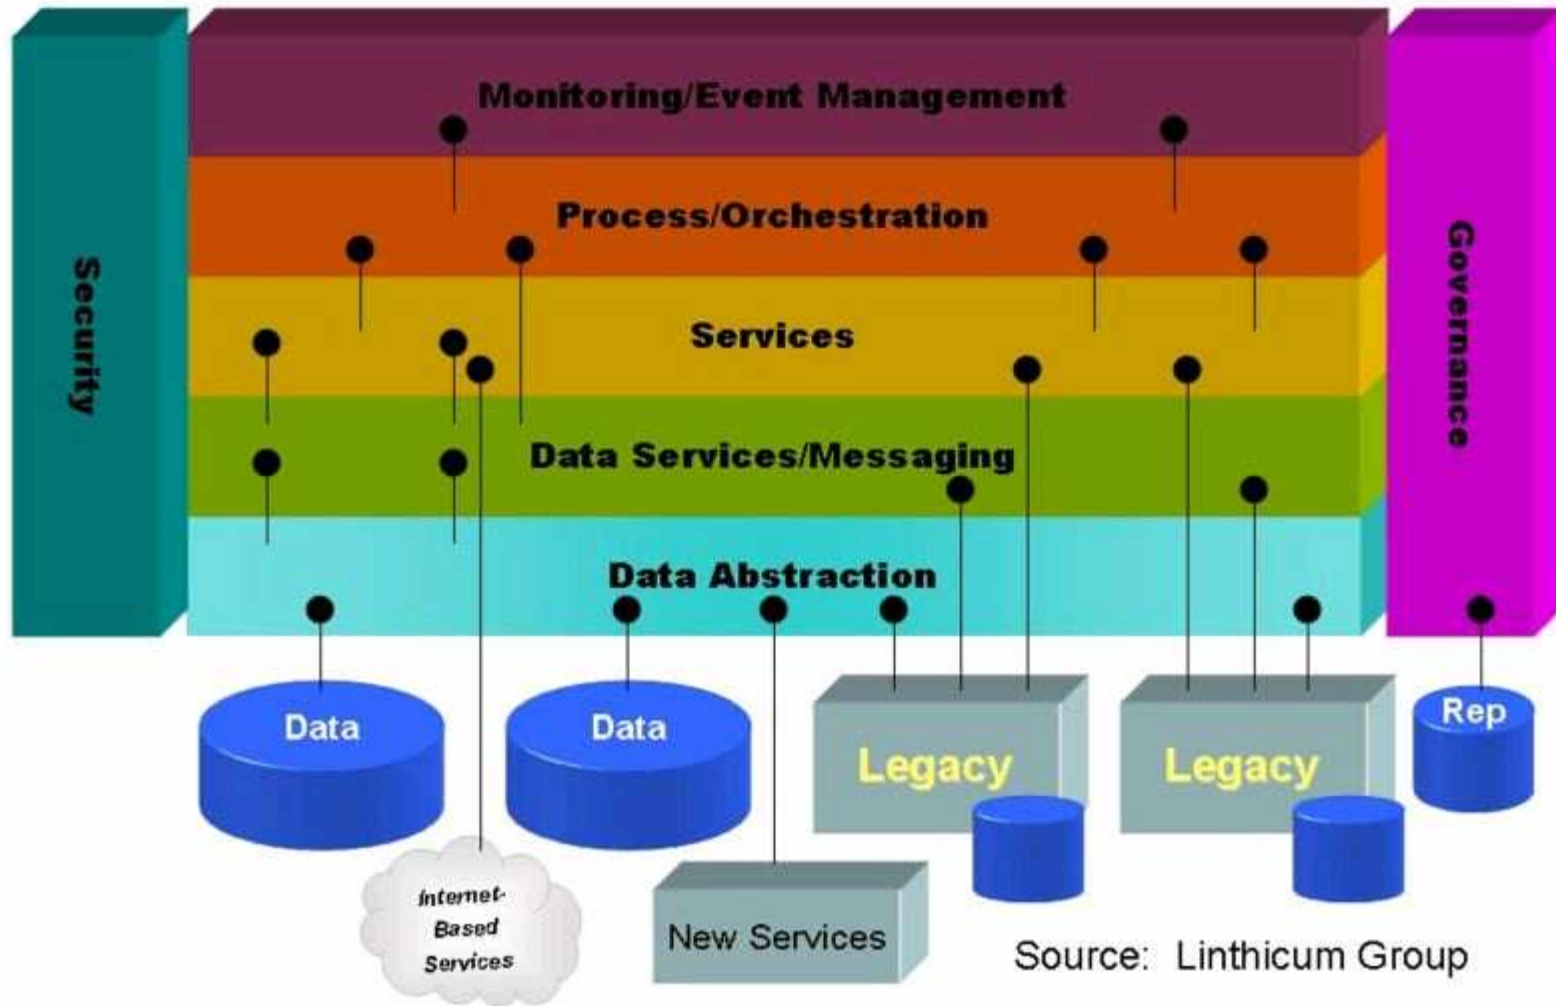 Monitoring/Event Management
Process/Orchestration
Security
Services
Governance
Data Services/Messaging
Data Abstraction
Data
Data
Legacy
Legacy
Rep
Internet-
Based
Services
New Services
Source: Linthicum Group